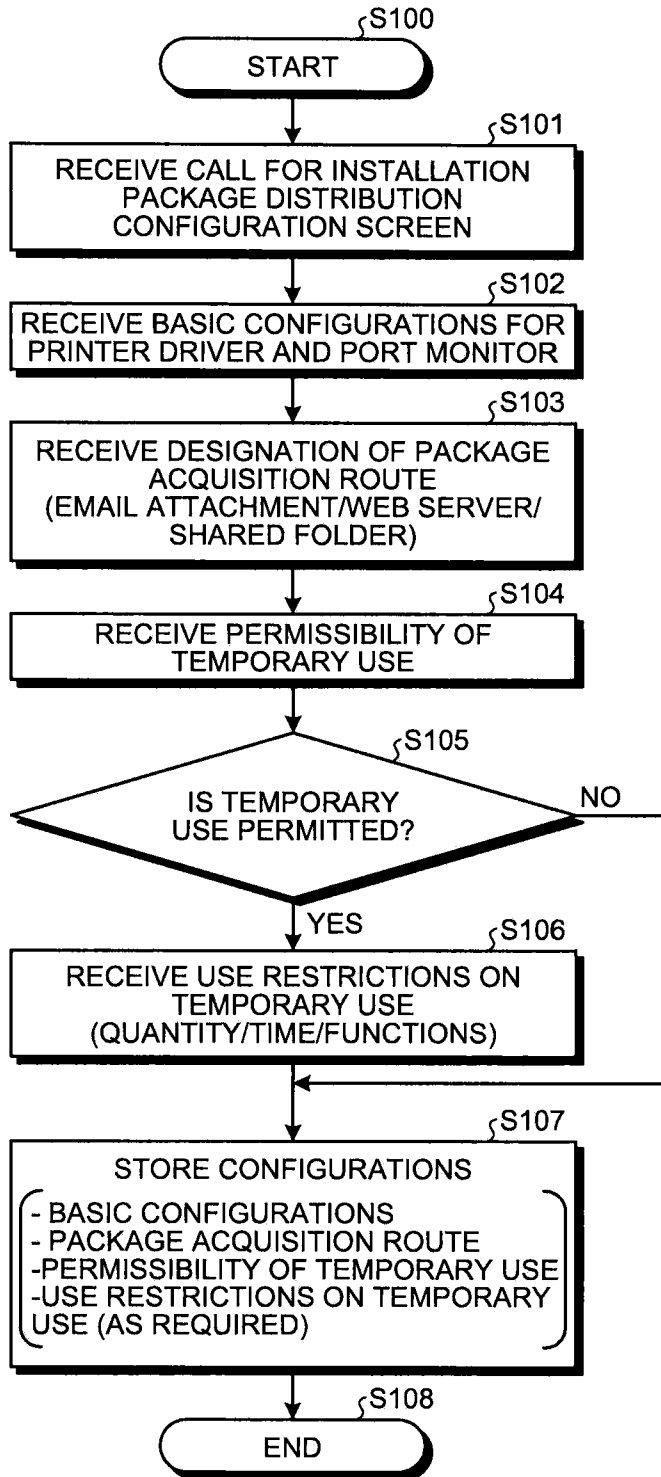 S100
START
S101
RECEIVE CALL FOR INSTALLATION
PACKAGE DISTRIBUTION
CONFIGURATION SCREEN
S102
RECEIVE BASIC CONFIGURATIONS FOR
PRINTER DRIVER AND PORT MONITOR
S103
RECEIVE DESIGNATION OF PACKAGE
ACQUISITION ROUTE
(EMAIL ATTACHMENT/WEB SERVER/
SHARED FOLDER)
S104
RECEIVE PERMISSIBILITY OF
TEMPORARY USE
S105
IS TEMPORARY
USE PERMITTED?
NO
YES
S106
RECEIVE USE RESTRICTIONS ON
TEMPORARY USE
(QUANTITY/TIME/FUNCTIONS)
S107
STORE CONFIGURATIONS
- BASIC CONFIGURATIONS
- PACKAGE ACQUISITION ROUTE
-PERMISSIBILITY OF TEMPORARY USE
-USE RESTRICTIONS ON TEMPORARY
USE (AS REQUIRED)
S108
END